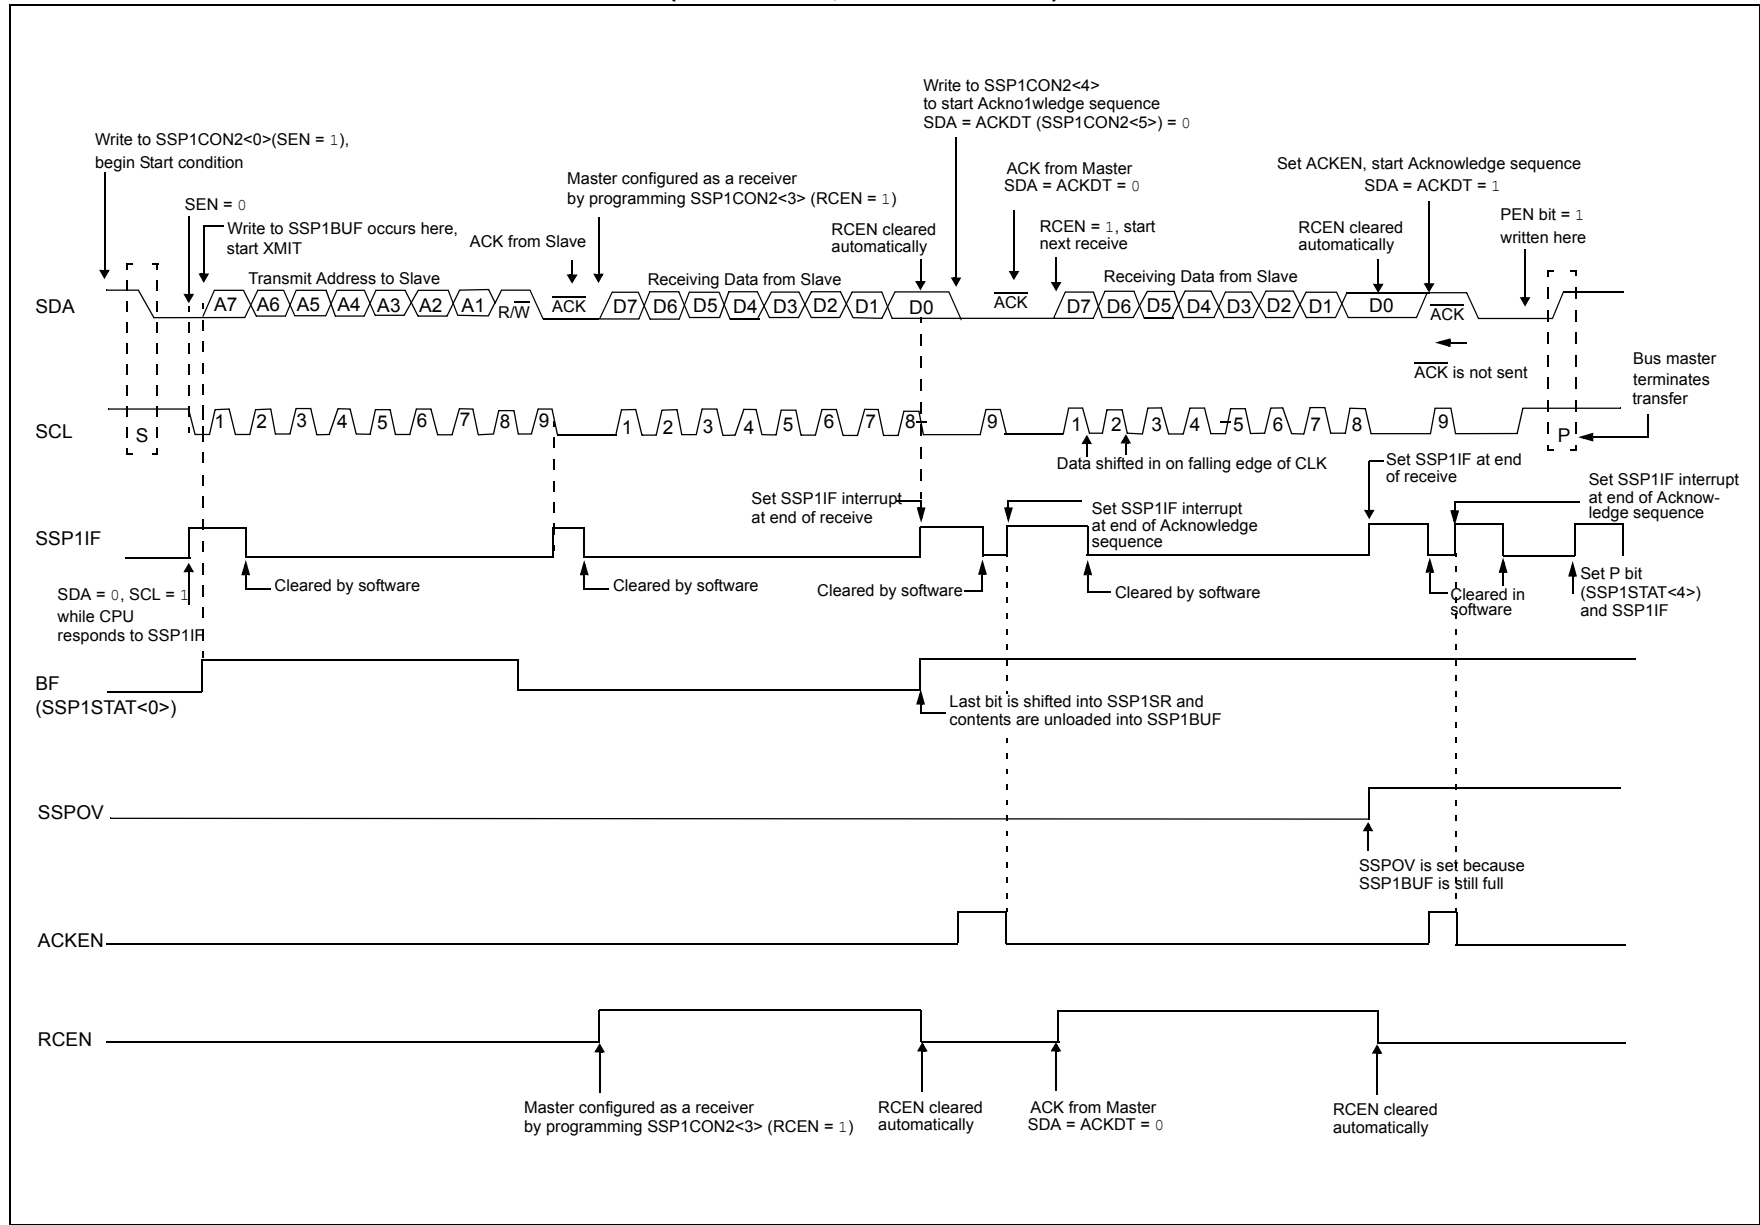 Write to SSP1CON2<4>
to start Ackno1wledge sequence
SDA = ACKDT (SSP1CON2<5>) = 0
Write to SSP1CON2<0>(SEN = 1),
begin Start condition
ACK from Master
SDA = ACKDT = 0
Set ACKEN, start Acknowledge sequence
SDA = ACKDT = 1
Master configured as a receiver
by programming SSP1CON2<3> (RCEN = 1)
SEN = 0
Write to SSP1BUF occurs here,
start XMIT
ACK from Slave
RCEN cleared
automatically
RCEN = 1, start
next receive
RCEN cleared
automatically
PEN bit = 1
written here
Transmit Address to Slave
Receiving Data from Slave
Receiving Data from Slave
SDA
A7 A6 A5 A4 A3 A2 A1 R/W ACK D7 D6 D5 D4 D3 D2 D1 D0 ACK D7 D6 D5 D4 D3 D2 D1 D0 ACK
ACK is not sent
Bus master
terminates
transfer
SCL
S 1 2 3 4 5 6 7 8 9 1 2 3 4 5 6 7 8 9 1 2 3 4 5 6 7 8 9 P
Data shifted in on falling edge of CLK
Set SSP1IF at end
of receive
Set SSP1IF interrupt
at end of receive
Set SSP1IF interrupt
at end of Acknowledge
sequence
Set SSP1IF interrupt
at end of Acknow-
ledge sequence
SSP1IF
Cleared by software
Cleared by software
Cleared by software
Cleared by software
Cleared in
software
Set P bit
(SSP1STAT<4>)
and SSP1IF
SDA = 0, SCL = 1
while CPU
responds to SSP1IF
BF
(SSP1STAT<0>)
Last bit is shifted into SSP1SR and
contents are unloaded into SSP1BUF
SSPOV
SSPOV is set because
SSP1BUF is still full
ACKEN
RCEN
Master configured as a receiver
by programming SSP1CON2<3> (RCEN = 1)
RCEN cleared
automatically
ACK from Master
SDA = ACKDT = 0
RCEN cleared
automatically